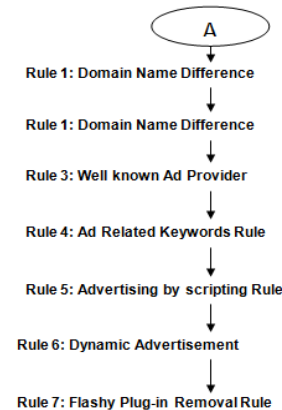 A
Rule 1: Domain Name Difference
Rule 1: Domain Name Difference
Rule 3: Well known Ad Provider
Rule 4: Ad Related Keywords Rule
Rule 5: Advertising by scripting Rule
Rule 6: Dynamic Advertisement
Rule 7: Flashy Plug-in Removal Rule